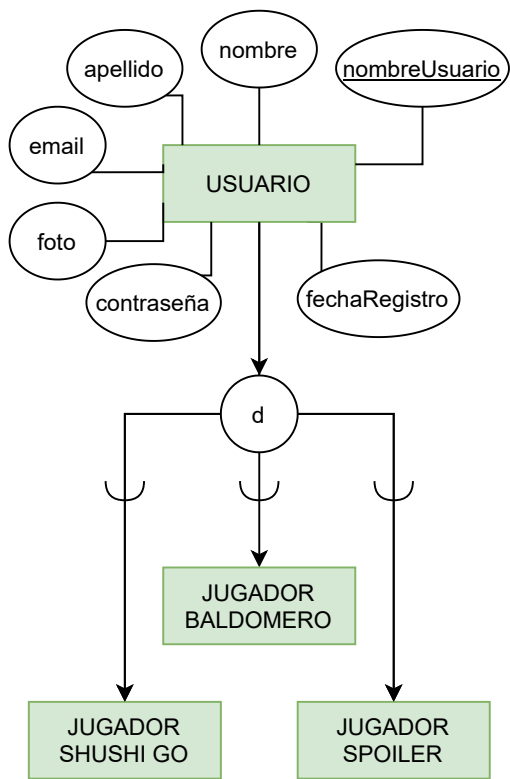 nombre
apellido
nombreUsuario
email
USUARIO
foto
contraseña
fechaRegistro
d
JUGADOR
BALDOMERO
JUGADOR
SHUSHI GO
JUGADOR
SPOILER